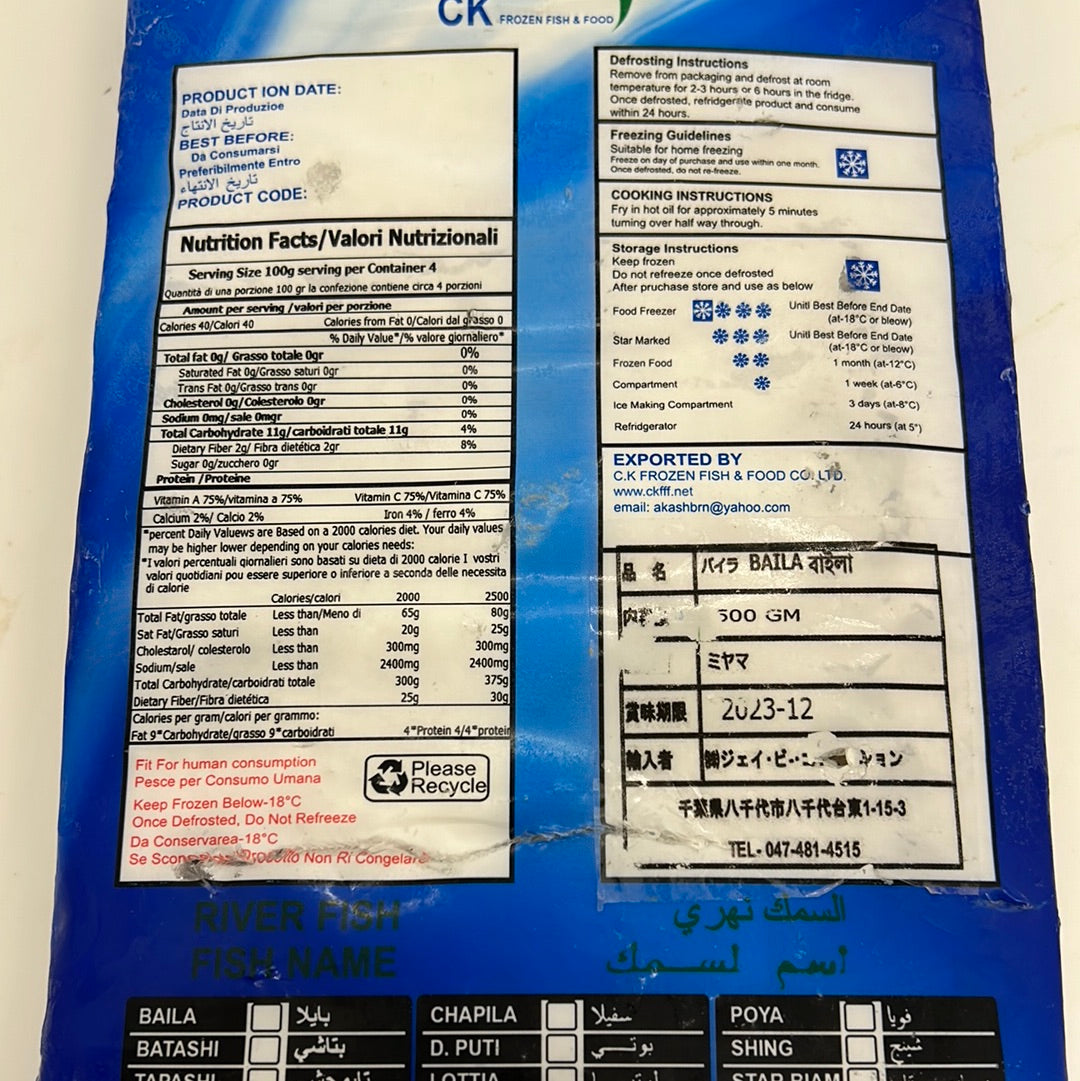 CK FROZEN FISH & FOOD
PRODUCT ION DATE:
Data Di Produzioe
تاريخ الانتاج
BEST BEFORE:
Da Consumarsi
Preferibilmente Entro
تاريخ الانتهاء
PRODUCT CODE:
Nutrition Facts/Valori Nutrizionali
Serving Size 100g serving per Container 4
Quantità di una porzione 100 gr la confezione contiene circa 4 porzioni
Amount per serving /valori per porzione
Calories 40/Calori 40 Calories from Fat 0/Calori dal grasso 0
% Daily Value*/% valore giornaliero*
Total fat 0g/ Grasso totale 0gr 0%
Saturated Fat 0g/Grasso saturi 0gr 0%
Trans Fat 0g/Grasso trans 0gr 0%
Cholesterol 0g/Colesterolo 0gr 0%
Sodium 0mg/sale 0mgr 0%
Total Carbohydrate 11g/carboidrati totale 11g 4%
Dietary Fiber 2g/ Fibra dietética 2gr 8%
Sugar 0g/zucchero 0gr
Protein /Proteine
Vitamin A 75%/vitamina a 75% Vitamin C 75%/Vitamina C 75%
Calcium 2%/ Calcio 2% Iron 4% / ferro 4%
*percent Daily Valuews are Based on a 2000 calories diet. Your daily values
may be higher lower depending on your calories needs:
*I valori percentuali giornalieri sono basati su dieta di 2000 calorie I vostri
valori quotidiani pou essere superiore o inferiore a seconda delle necessita
di calorie
Calories/calori 2000 2500
Total Fat/grasso totale Less than/Meno di 65g 80g
Sat Fat/Grasso saturi Less than 20g 25g
Cholestarol/ colesterolo Less than 300mg 300mg
Sodium/sale Less than 2400mg 2400mg
Total Carbohydrate/carboidrati totale 300g 375g
Dietary Fiber/Fibra dietética 25g 30g
Calories per gram/calori per grammo:
Fat 9*Carbohydrate/grasso 9*carboidrati 4*Protein 4/4*protein
Fit For human consumption
Pesce per Consumo Umana
Keep Frozen Below-18°C
Once Defrosted, Do Not Refreeze
Da Conservarea-18°C
Se Non Ri Congelare
Please
Recycle
Defrosting Instructions
Remove from packaging and defrost at room
temperature for 2-3 hours or 6 hours in the fridge.
Once defrosted, refridgerate product and consume
within 24 hours.
Freezing Guidelines
Suitable for home freezing
Freeze on day of purchase and use within one month.
Once defrosted, do not re-freeze.
COOKING INSTRUCTIONS
Fry in hot oil for approximately 5 minutes
turning over half way through.
Storage Instructions
Keep frozen
Do not refreeze once defrosted
After pruchase store and use as below
Food Freezer Unitl Best Before End Date
(at-18°C or bleow)
Star Marked Unitl Best Before End Date
(at-18°C or bleow)
Frozen Food 1 month (at-12°C)
Compartment 1 week (at-6°C)
Ice Making Compartment 3 days (at-8°C)
Refridgerator 24 hours (at 5°)
EXPORTED BY
C.K FROZEN FISH & FOOD CO. LTD.
www.ckfff.net
email: akashbrn@yahoo.com
品 名 バイラ BAILA বাইলা
500 GM
ミヤマ
賞味期限 2023-12
輸入者 ㈱ジェイ・ビー
千葉県八千代市八千代台東1-15-3
TEL- 047-481-4515
RIVER FISH السمك نهري
FISH NAME اسم لسمك
BAILA بايلا CHAPILA سفيلا POYA فويا
BATASHI بتاشي D. PUTI بوتي SHING شينج
TAPASHI LOTTIA STAR BIAM